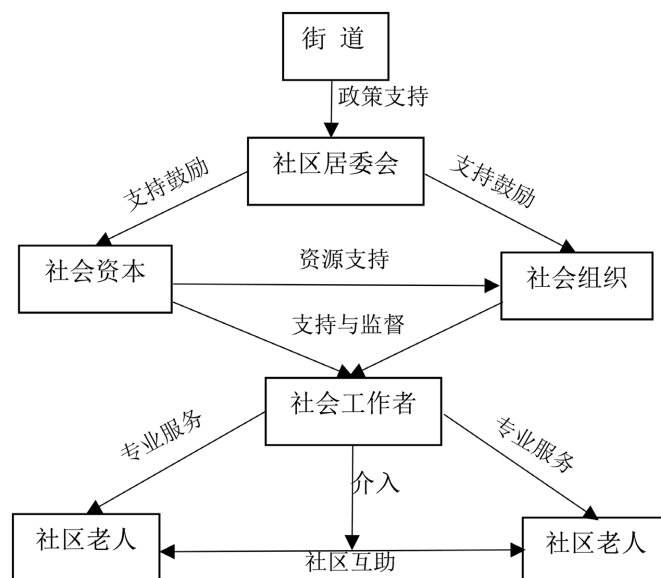 街 道
政策支持
社区居委会
支持鼓励
支持鼓励
社会资本
资源支持
社会组织
支持与监督
社会工作者
专业服务
专业服务
介入
社区老人
社区互助
社区老人